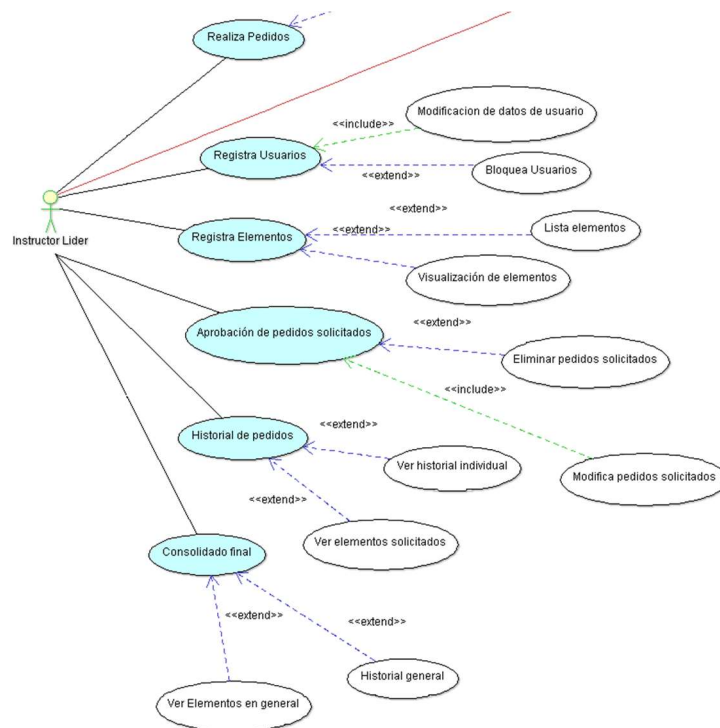 Realiza Pedidos
Modificacion de datos de usuario
<<include>>
Registra Usuarios
Bloquea Usuarios
<<extend>>
<<extend>>
Lista elementos
<<extend>>
Registra Elementos
Instructor Lider
Visualización de elementos
<<extend>>
Aprobación de pedidos solicitados
Eliminar pedidos solicitados
<<include>>
<<extend>>
Historial de pedidos
Ver historial individual
Modifica pedidos solicitados
<<extend>>
Ver elementos solicitados
Consolidado final
<<extend>>
<<extend>>
Historial general
Ver Elementos en general